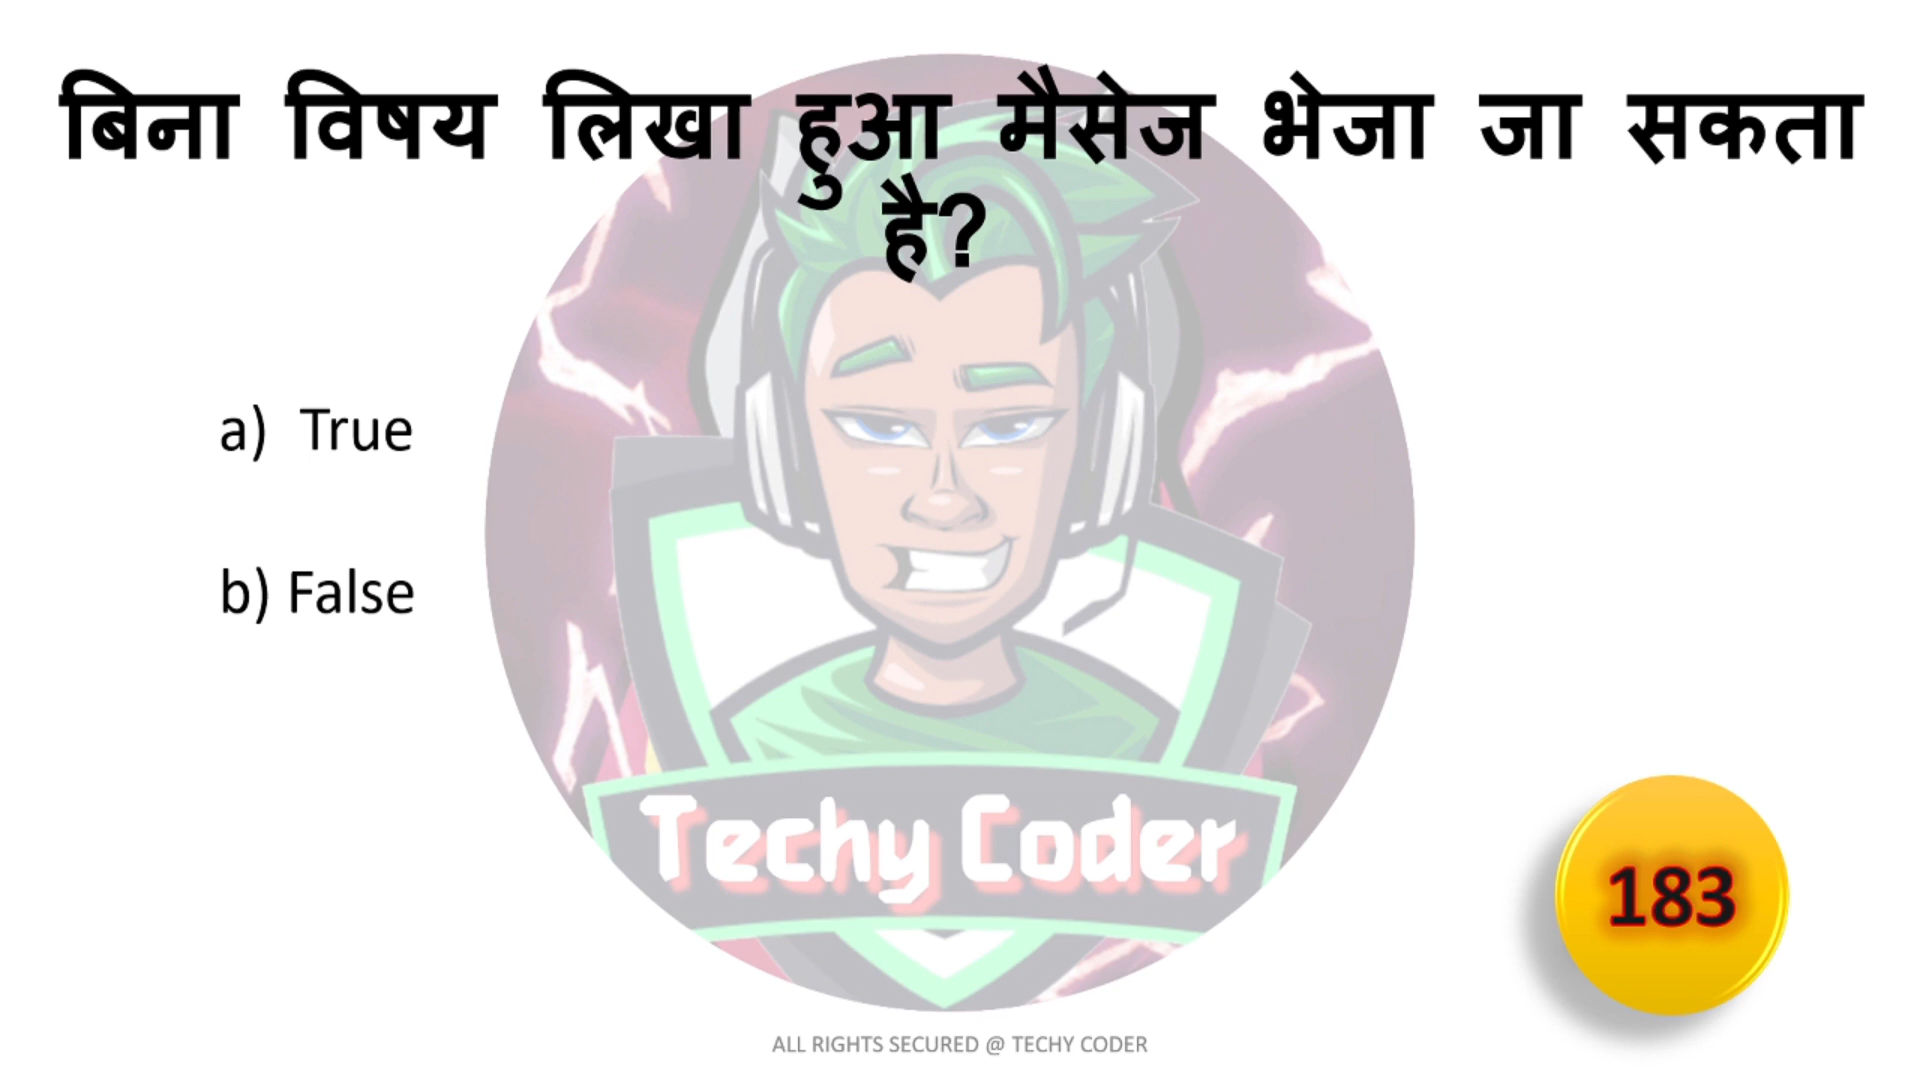 बिना विषय लिखा हुआ मैसेज भेजा जा सकता
है?
a) True
b) False
Techy Coder
183
ALL RIGHTS SECURED @ TECHY CODER